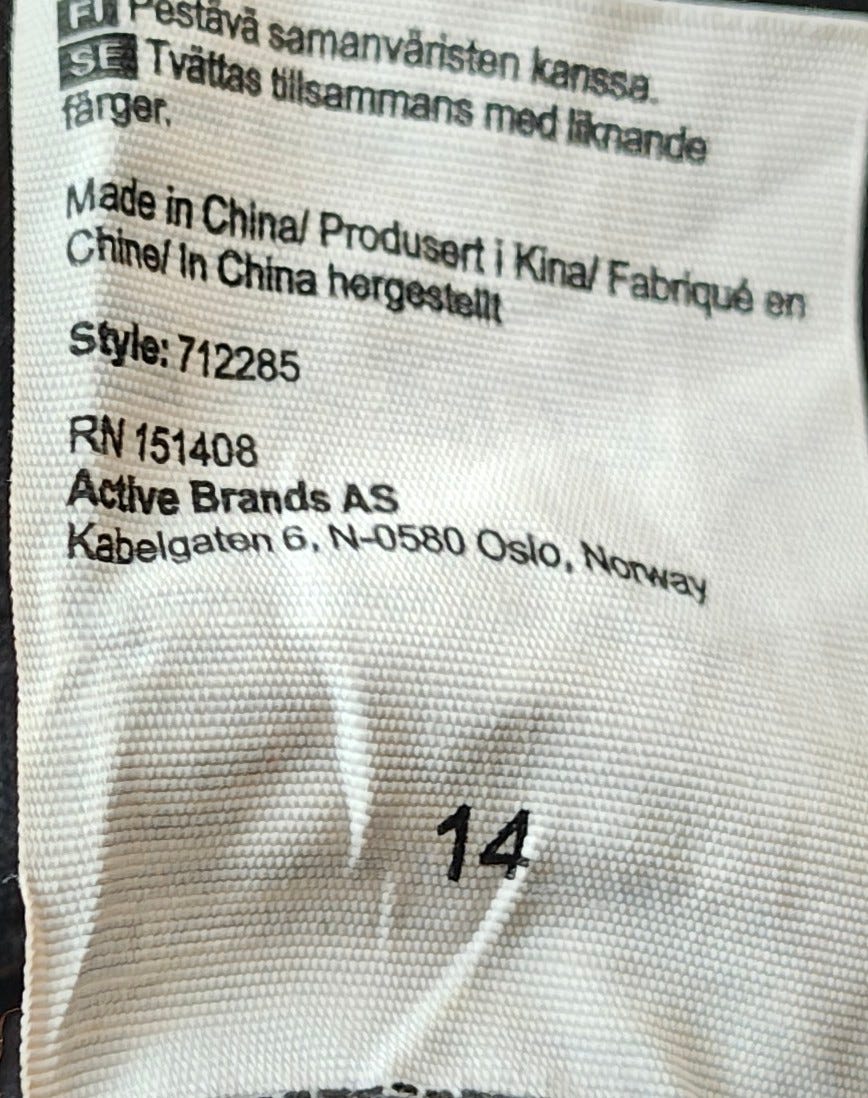 FI Pestävä samanväristen kanssa.
SE Tvättas tillsammans med liknande
färger.
Made in China/ Produsert i Kina/ Fabriqué en
Chine/ In China hergestellt
Style: 712285
RN 151408
Active Brands AS
Kabelgaten 6, N-0580 Oslo, Norway
14